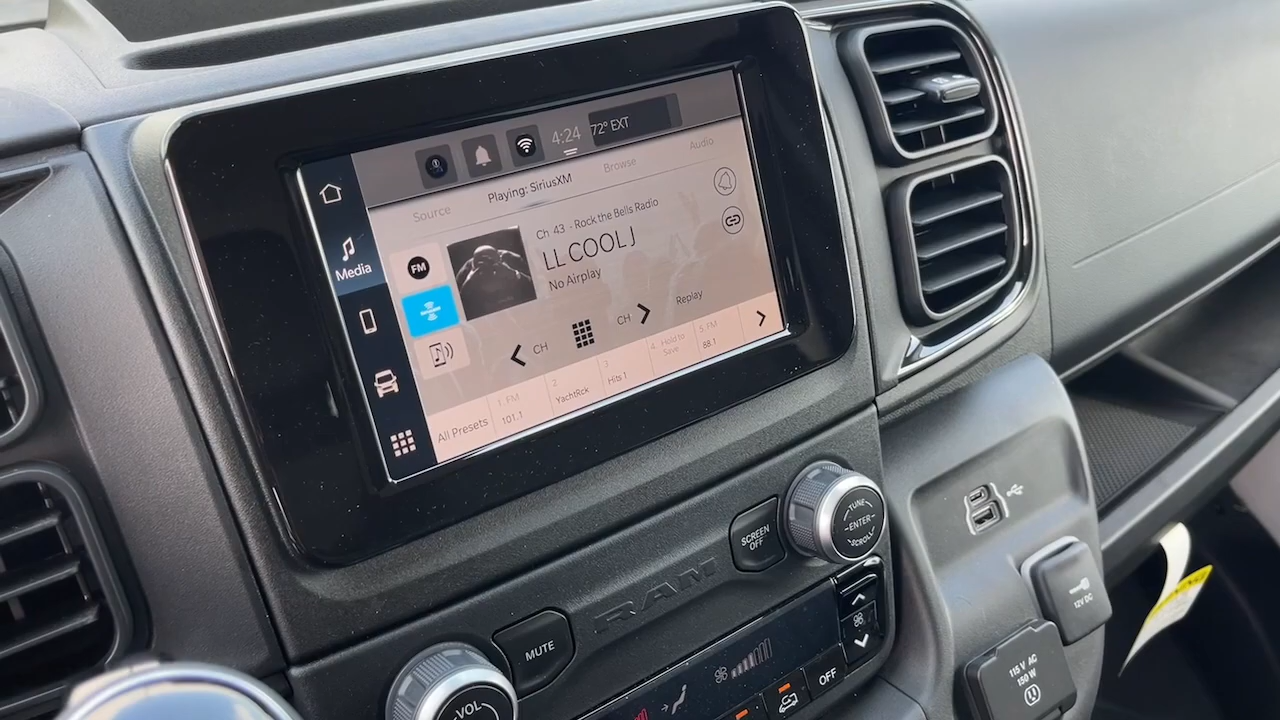 4:24
72° EXT
Source
Playing: SiriusXM
Browse
Audio
Media
FM
Ch 43 - Rock the Bells Radio
LL COOL J
No Airplay
CH
CH
Replay
All Presets
1. FM
101.1
2
YachtRck
3
Hits 1
4. Hold to
Save
5. FM
88.1
SCREEN
OFF
TUNE
ENTER
SCROLL
RAM
MUTE
VOL
OFF
12V DC
115 V AC
150 W